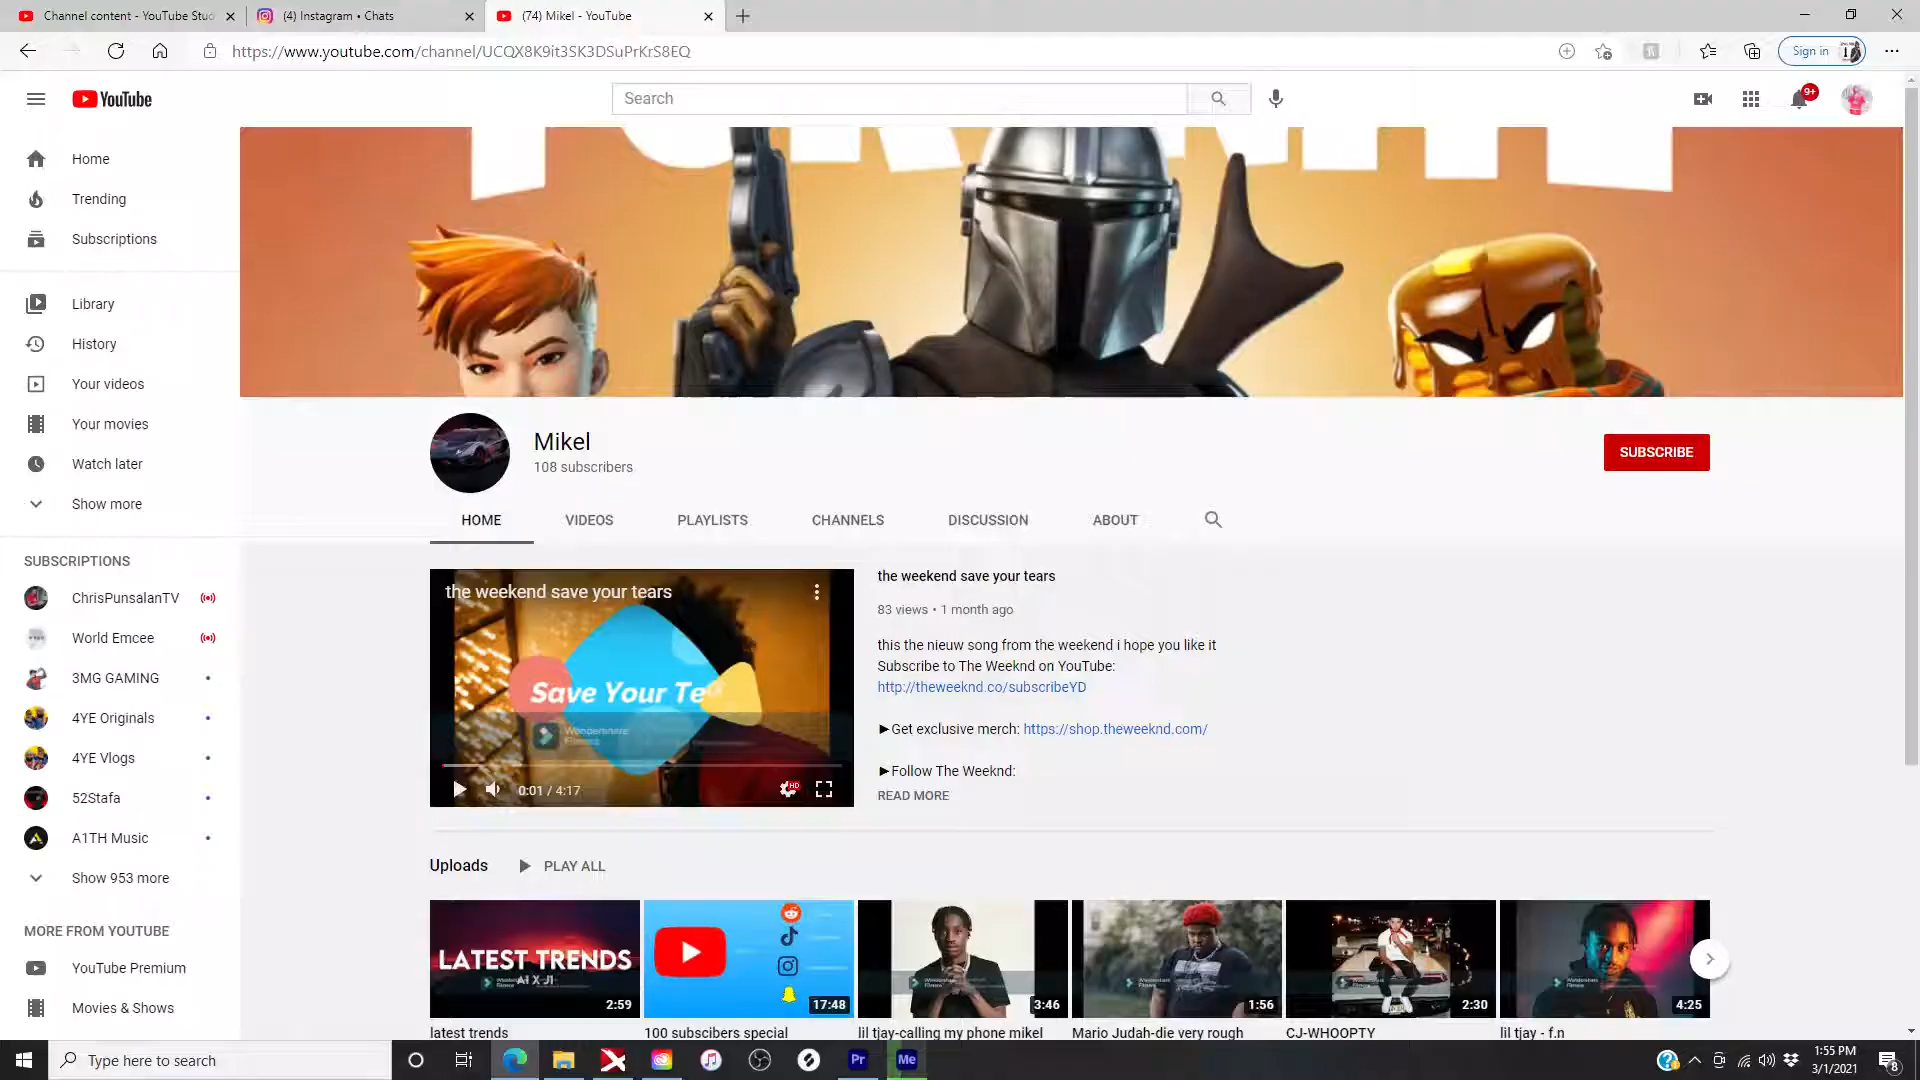 Channel content - YouTube Stu
(4) Instagram • Chats
(74) Mikel - YouTube
https://www.youtube.com/channel/UCQX8K9it3SK3DSuPrKrS8EQ
Sign in
YouTube
Search
9+
Home
Trending
Subscriptions
Library
History
Your videos
Your movies
Watch later
Show more
SUBSCRIPTIONS
ChrisPunsalanTV
World Emcee
3MG GAMING
4YE Originals
4YE Vlogs
52Stafa
A1TH Music
Show 953 more
MORE FROM YOUTUBE
YouTube Premium
Movies & Shows
Mikel
108 subscribers
SUBSCRIBE
HOME
VIDEOS
PLAYLISTS
CHANNELS
DISCUSSION
ABOUT
the weekend save your tears
Save Your Te
Wondershare
Filmora
0:01 / 4:17
HD
the weekend save your tears
83 views • 1 month ago
this the nieuw song from the weekend i hope you like it
Subscribe to The Weeknd on YouTube:
http://theweeknd.co/subscribeYD
►Get exclusive merch: https://shop.theweeknd.com/
►Follow The Weeknd:
READ MORE
Uploads
PLAY ALL
LATEST TRENDS
2:59
17:48
3:46
1:56
2:30
4:25
latest trends
100 subscibers special
lil tjay-calling my phone mikel
Mario Judah-die very rough
CJ-WHOOPTY
lil tjay - f.n
Type here to search
Pr
Me
1:55 PM
3/1/2021
8